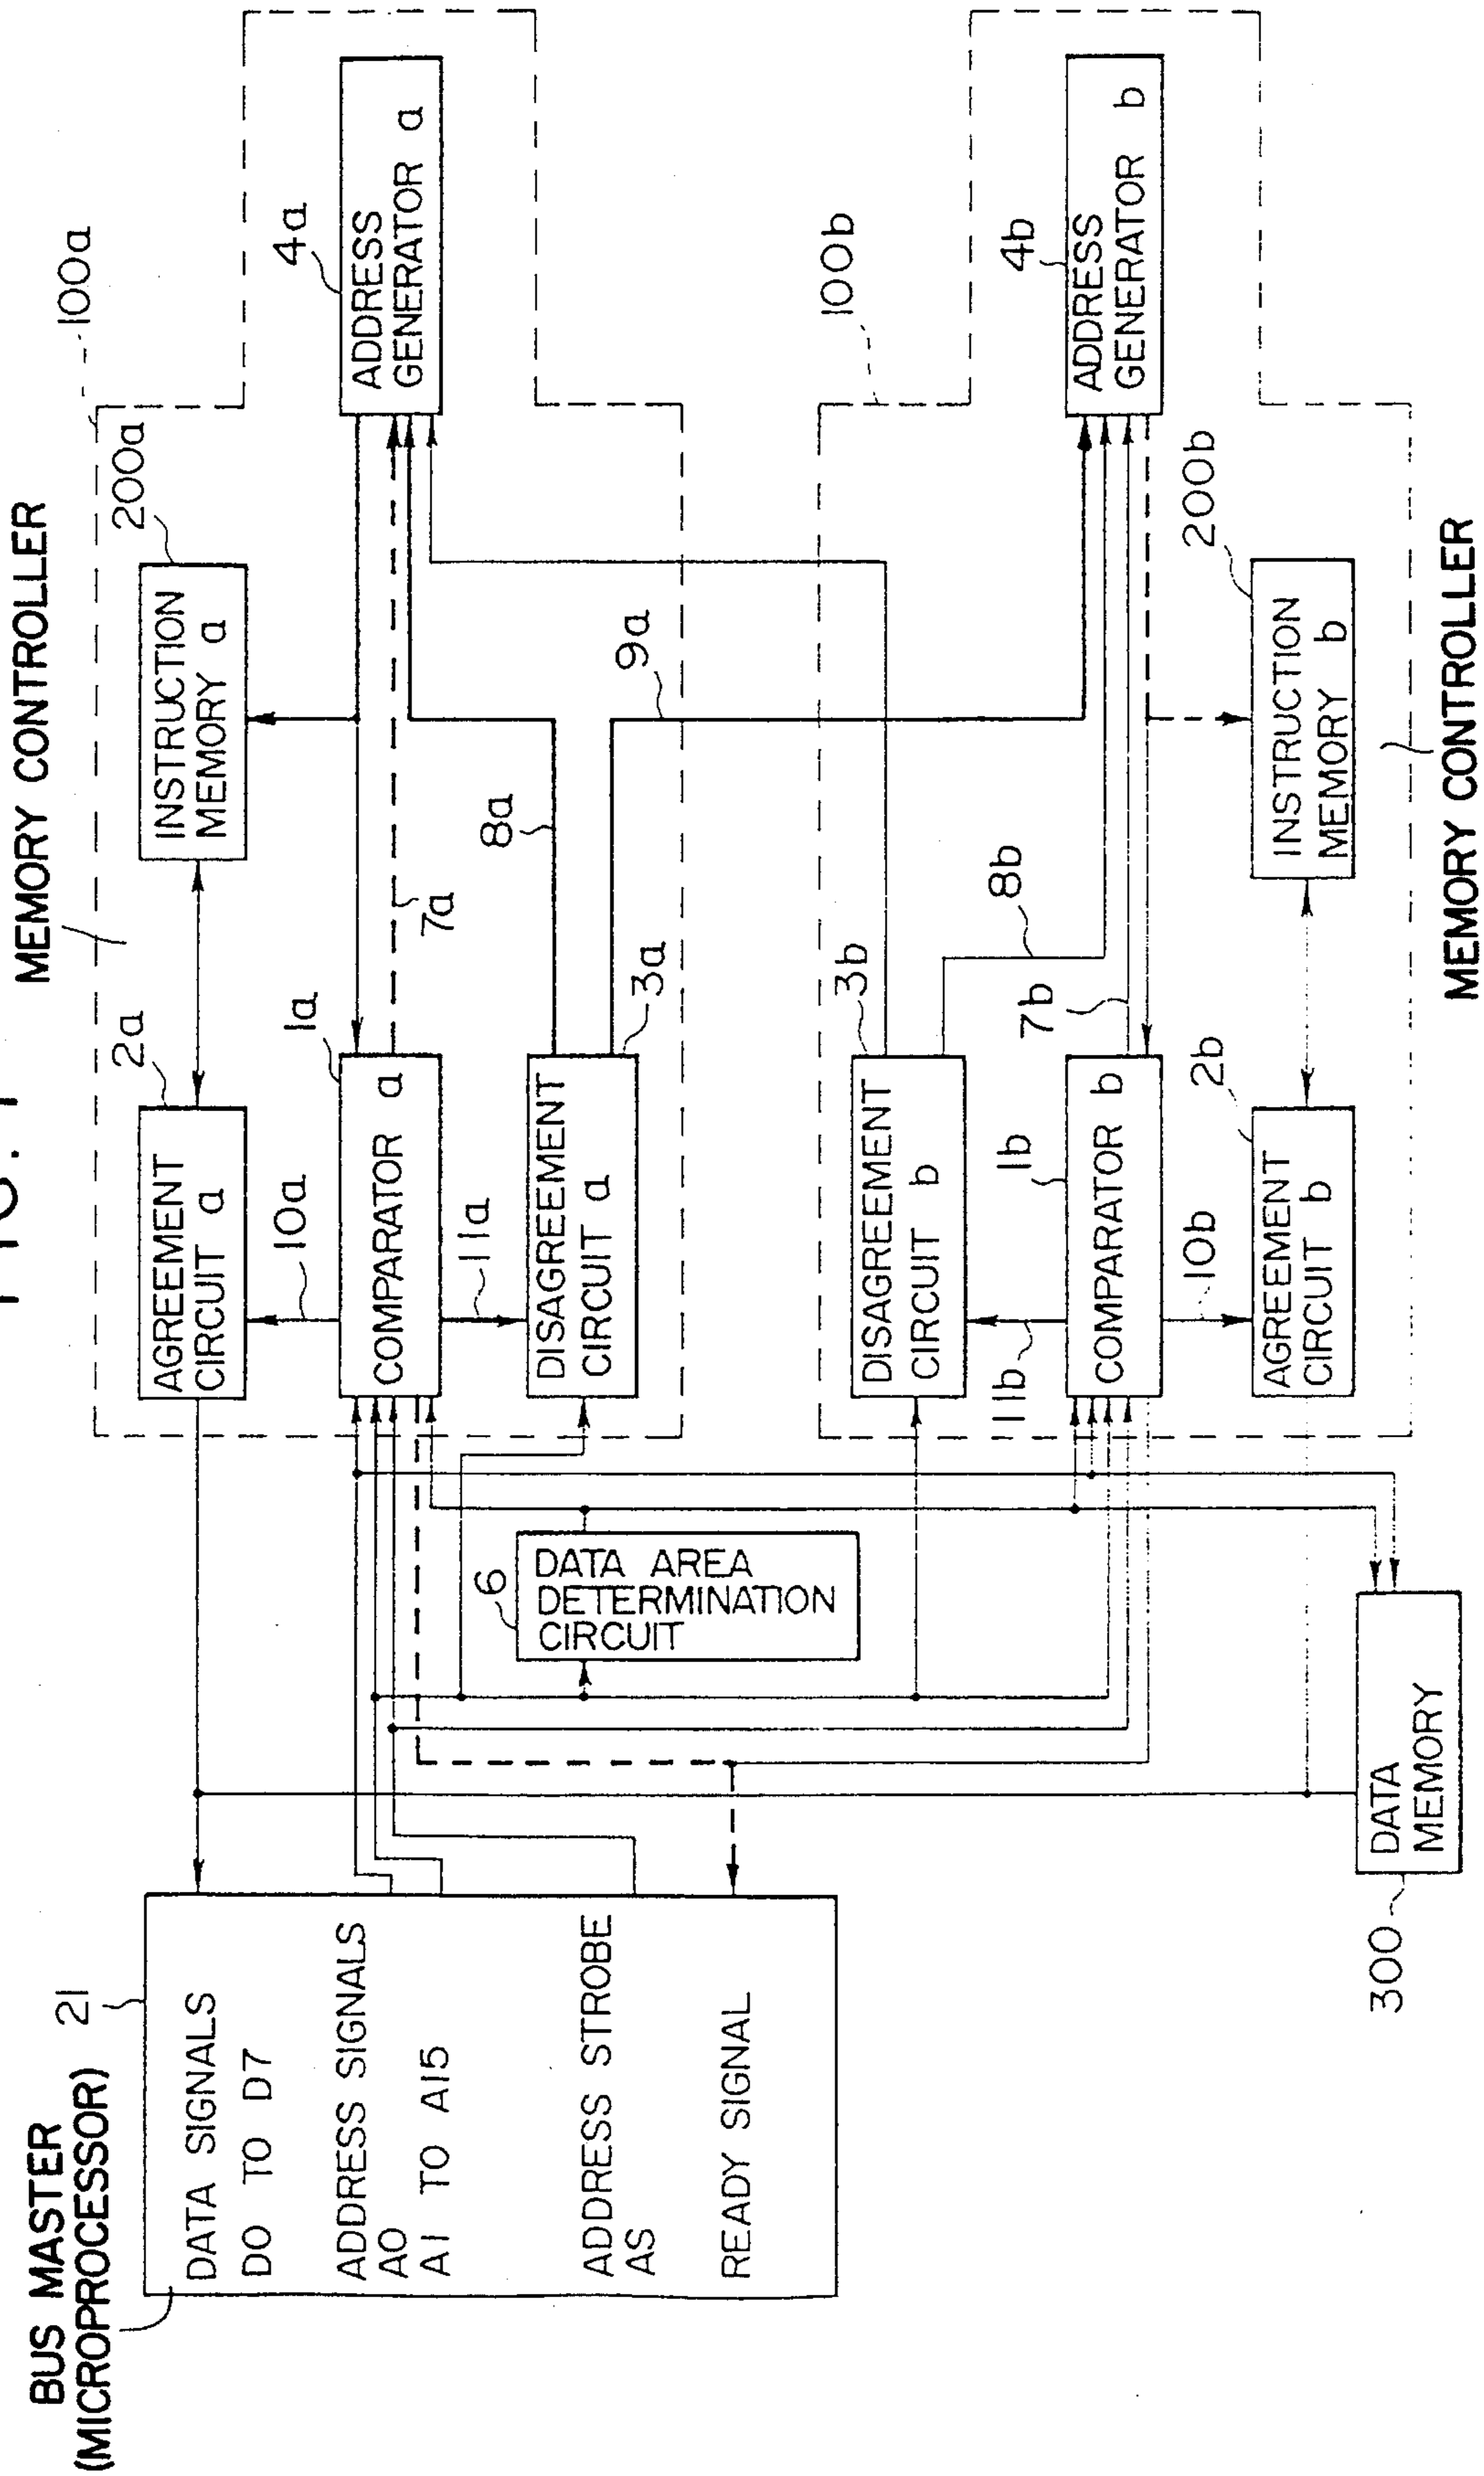 FIG. 1
BUS MASTER
(MICROPROCESSOR)
21
DATA SIGNALS
D0 TO D7
ADDRESS SIGNALS
A0
A1 TO A15
ADDRESS STROBE
AS
READY SIGNAL
MEMORY CONTROLLER
100a
2a
AGREEMENT
CIRCUIT a
200a
INSTRUCTION
MEMORY a
10a
1a
COMPARATOR a
7a
4a
ADDRESS
GENERATOR a
11a
3a
DISAGREEMENT
CIRCUIT a
8a
9a
6
DATA AREA
DETERMINATION
CIRCUIT
100b
3b
DISAGREEMENT
CIRCUIT b
8b
11b
1b
COMPARATOR b
7b
4b
ADDRESS
GENERATOR b
10b
2b
AGREEMENT
CIRCUIT b
200b
INSTRUCTION
MEMORY b
300
DATA
MEMORY
MEMORY CONTROLLER